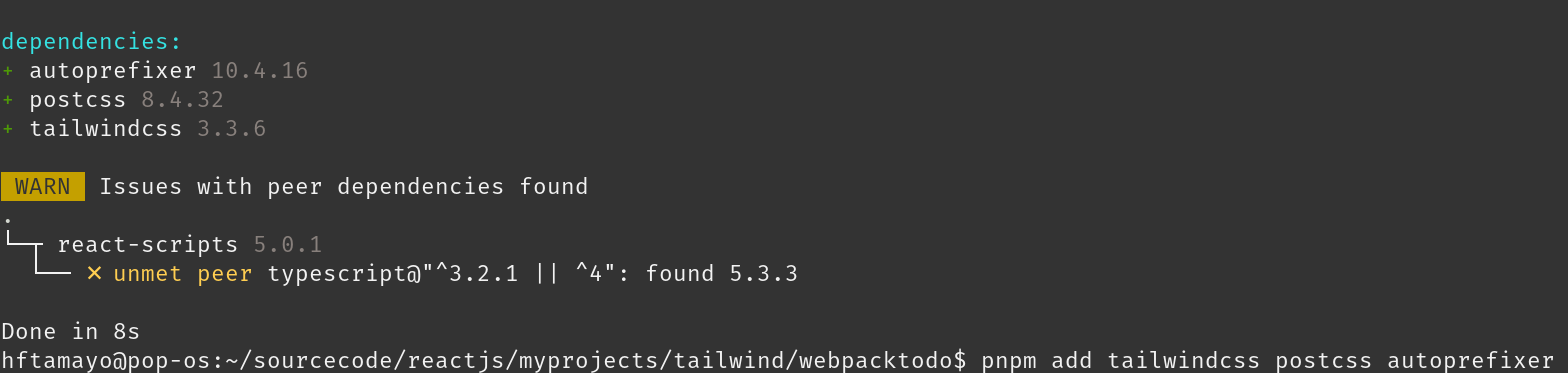 dependencies:
+ autoprefixer 10.4.16
+ postcss 8.4.32
+ tailwindcss 3.3.6
WARN Issues with peer dependencies found
.
└─┬ react-scripts 5.0.1
  └── ✕ unmet peer typescript@"^3.2.1 || ^4": found 5.3.3
Done in 8s
hftamayo@pop-os:~/sourcecode/reactjs/myprojects/tailwind/webpacktodo$ pnpm add tailwindcss postcss autoprefixer